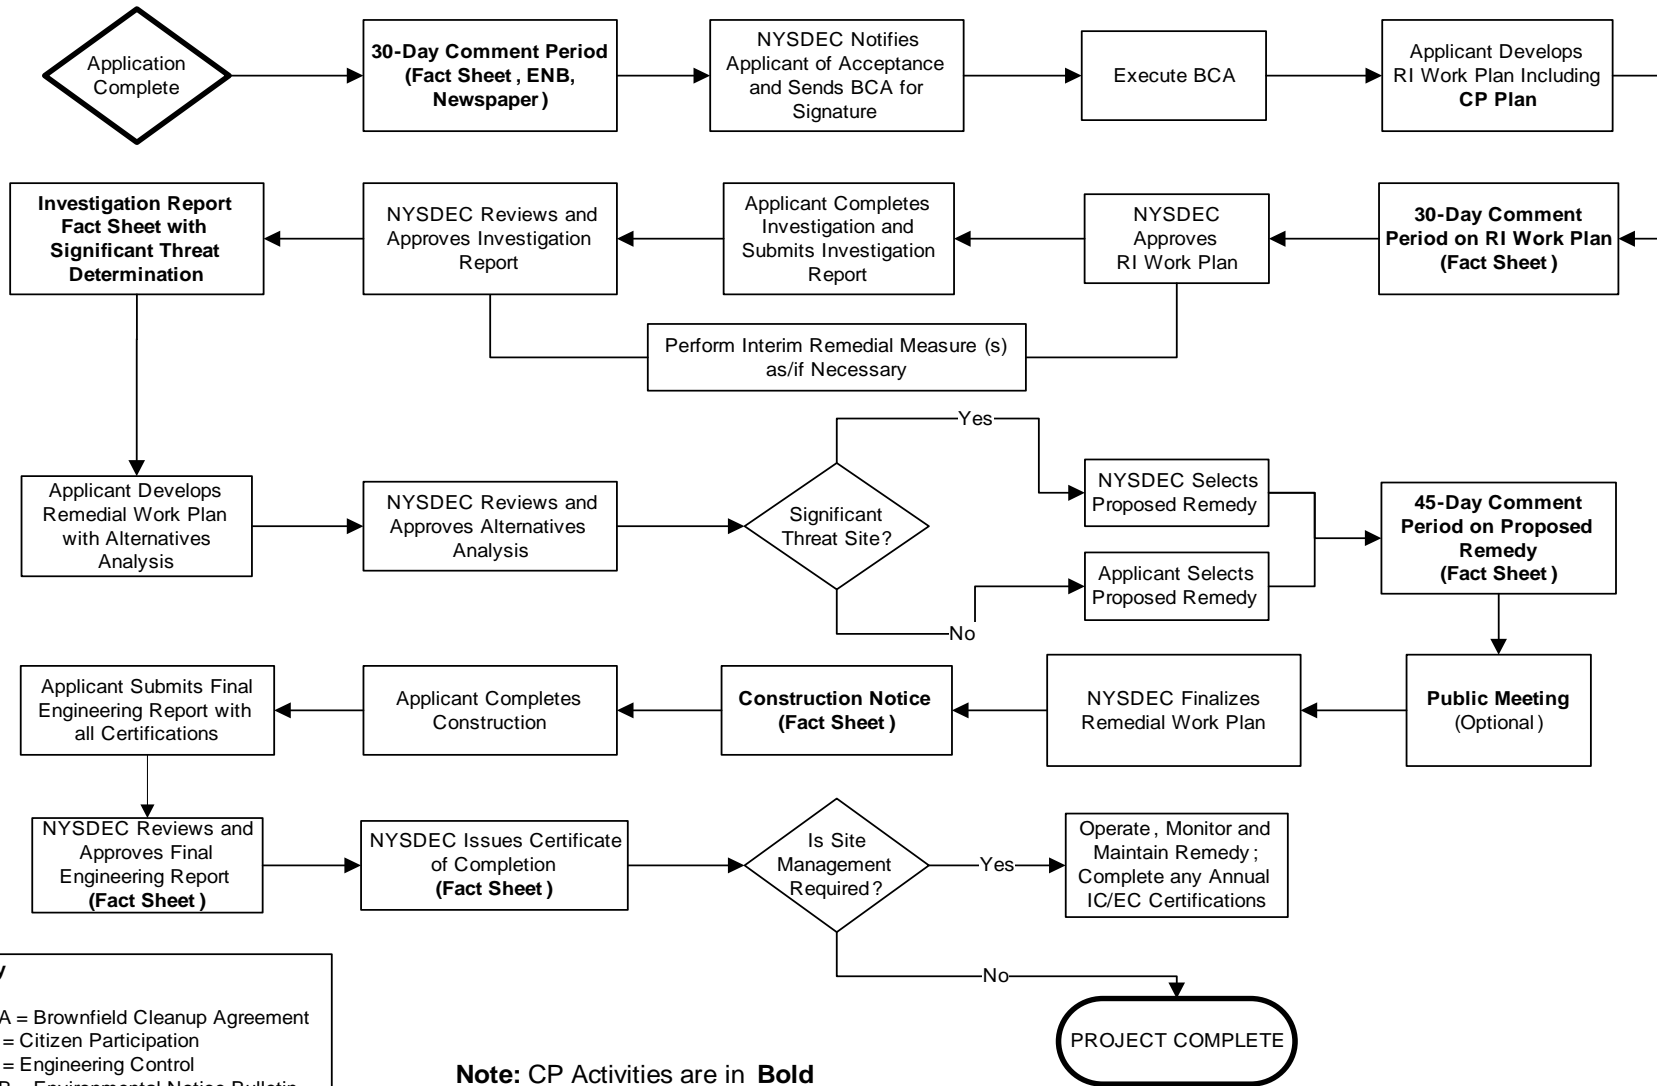 Application
Complete
30-Day Comment Period
(Fact Sheet, ENB,
Newspaper)
NYSDEC Notifies
Applicant of Acceptance
and Sends BCA for
Signature
Execute BCA
Applicant Develops
RI Work Plan Including
CP Plan
Investigation Report
Fact Sheet with
Significant Threat
Determination
NYSDEC Reviews and
Approves Investigation
Report
Applicant Completes
Investigation and
Submits Investigation
Report
NYSDEC
Approves
RI Work Plan
30-Day Comment
Period on RI Work Plan
(Fact Sheet)
Perform Interim Remedial Measure (s)
as/if Necessary
Yes
Applicant Develops
Remedial Work Plan
with Alternatives
Analysis
NYSDEC Reviews and
Approves Alternatives
Analysis
Significant
Threat Site?
NYSDEC Selects
Proposed Remedy
Applicant Selects
Proposed Remedy
45-Day Comment
Period on Proposed
Remedy
(Fact Sheet)
No
Applicant Submits Final
Engineering Report with
all Certifications
Applicant Completes
Construction
Construction Notice
(Fact Sheet)
NYSDEC Finalizes
Remedial Work Plan
Public Meeting
(Optional)
NYSDEC Reviews and
Approves Final
Engineering Report
(Fact Sheet)
NYSDEC Issues Certificate
of Completion
(Fact Sheet)
Is Site
Management
Required?
Yes
Operate, Monitor and
Maintain Remedy;
Complete any Annual
IC/EC Certifications
No
PROJECT COMPLETE
y
A = Brownfield Cleanup Agreement
= Citizen Participation
= Engineering Control
B = Environmental Notice Bulletin
Note: CP Activities are in Bold